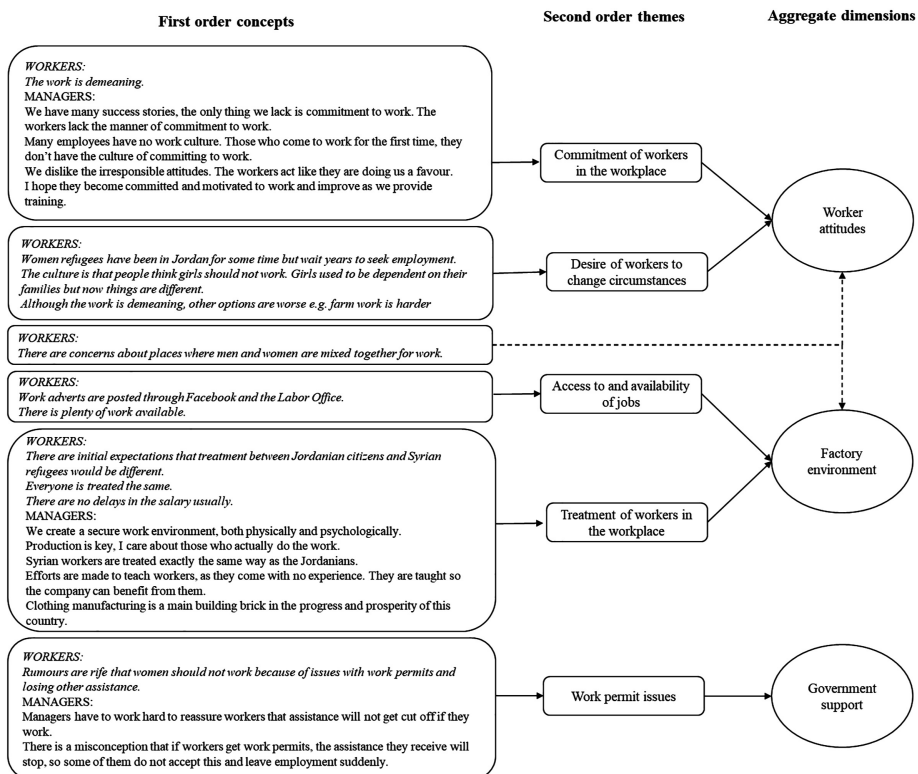 First order concepts
Second order themes
Aggregate dimensions
WORKERS:
The work is demeaning.
MANAGERS:
We have many success stories, the only thing we lack is commitment to work. The
workers lack the manner of commitment to work.
Many employees have no work culture. Those who come to work for the first time, they
don't have the culture of committing to work.
We dislike the irresponsible attitudes. The workers act like they are doing us a favour.
I hope they become committed and motivated to work and improve as we provide
training.
Commitment of workers
in the workplace
Worker
attitudes
WORKERS:
Women refugees have been in Jordan for some time but wait years to seek employment.
The culture is that people think girls should not work. Girls used to be dependent on their
families but now things are different.
Although the work is demeaning, other options are worse e.g. farm work is harder
Desire of workers to
change circumstances
WORKERS:
There are concerns about places where men and women are mixed together for work.
WORKERS:
Work adverts are posted through Facebook and the Labor Office.
There is plenty of work available.
Access to and availability
of jobs
Factory
environment
WORKERS:
There are initial expectations that treatment between Jordanian citizens and Syrian
refugees would be different.
Everyone is treated the same.
There are no delays in the salary usually.
MANAGERS:
We create a secure work environment, both physically and psychologically.
Production is key, I care about those who actually do the work.
Syrian workers are treated exactly the same way as the Jordanians.
Efforts are made to teach workers, as they come with no experience. They are taught so
the company can benefit from them.
Clothing manufacturing is a main building brick in the progress and prosperity of this
country.
Treatment of workers in
the workplace
WORKERS:
Rumours are rife that women should not work because of issues with work permits and
losing other assistance.
MANAGERS:
Managers have to work hard to reassure workers that assistance will not get cut off if they
work.
There is a misconception that if workers get work permits, the assistance they receive will
stop, so some of them do not accept this and leave employment suddenly.
Work permit issues
Government
support